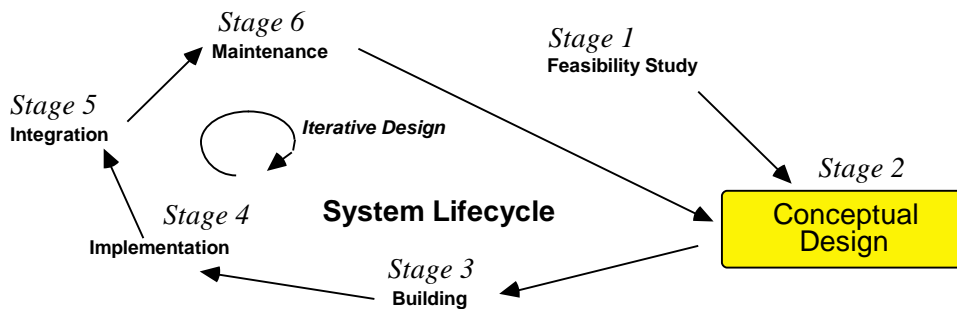 Stage 6
Maintenance
Stage 1
Feasibility Study
Stage 5
Integration
Iterative Design
Stage 2
Conceptual
Design
System Lifecycle
Stage 4
Implementation
Stage 3
Building